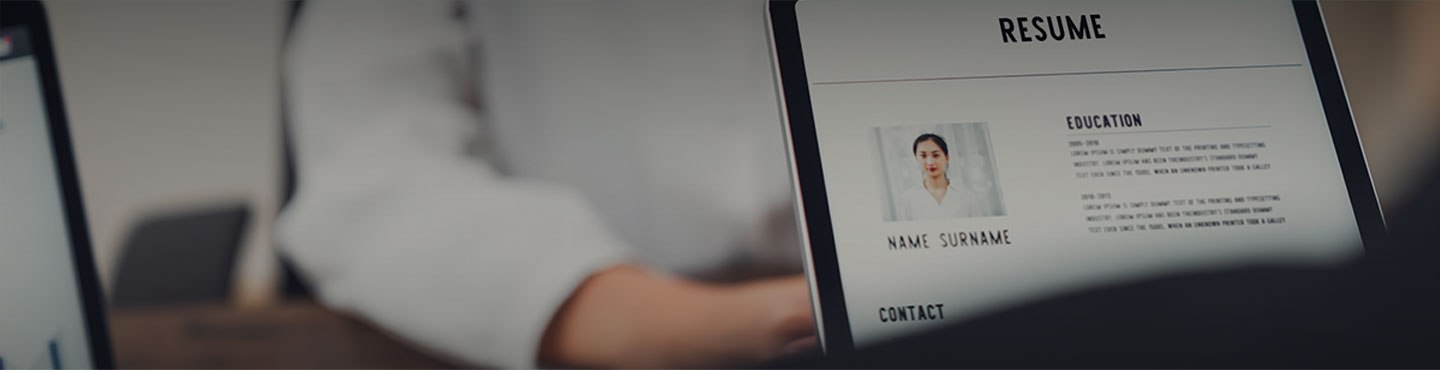 RESUME
EDUCATION
2005-2010
LOREM IPSUM IS SIMPLY DUMMY TEXT OF THE PRINTING AND TYPESETTING
INDUSTRY. LOREM IPSUM HAS BEEN THEINDUSTRY'S STANDARD DUMMY
TEXT EVER SINCE THE 1500S, WHEN AN UNKNOWN PRINTER TOOK A GALLEY
2010-2013
LOREM IPSUM IS SIMPLY DUMMY TEXT OF THE PRINTING AND TYPESETTING
INDUSTRY. LOREM IPSUM HAS BEEN THEINDUSTRY'S STANDARD DUMMY
TEXT EVER SINCE THE 1500S, WHEN AN UNKNOWN PRINTER TOOK A GALLEY
NAME SURNAME
CONTACT